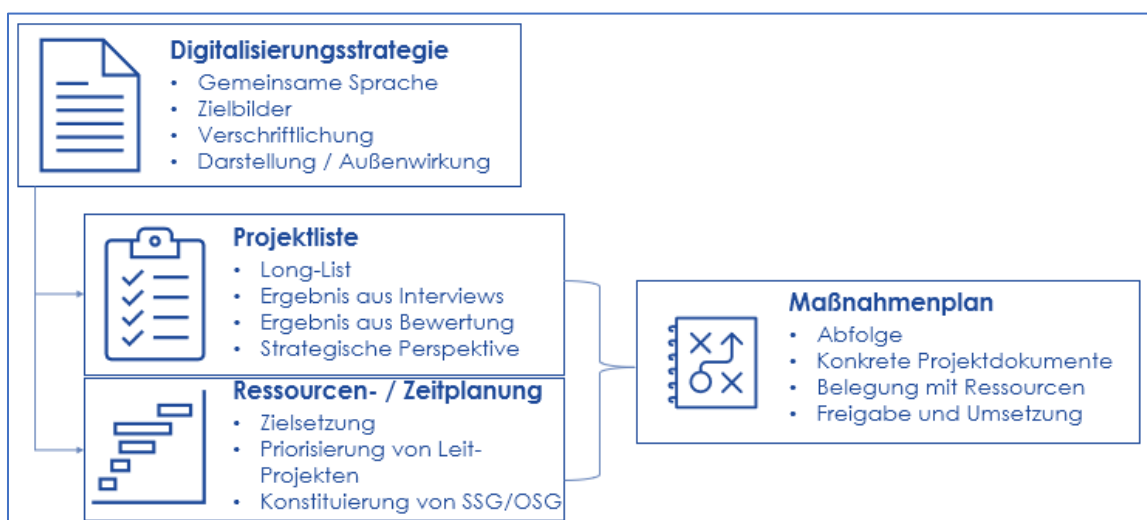 Digitalisierungsstrategie
• Gemeinsame Sprache
• Zielbilder
• Verschriftlichung
• Darstellung / Außenwirkung
Projektliste
• Long-List
• Ergebnis aus Interviews
• Ergebnis aus Bewertung
• Strategische Perspektive
Ressourcen- / Zeitplanung
• Zielsetzung
• Priorisierung von Leit-
Projekten
• Konstituierung von SSG/OSG
Maßnahmenplan
• Abfolge
• Konkrete Projektdokumente
• Belegung mit Ressourcen
• Freigabe und Umsetzung